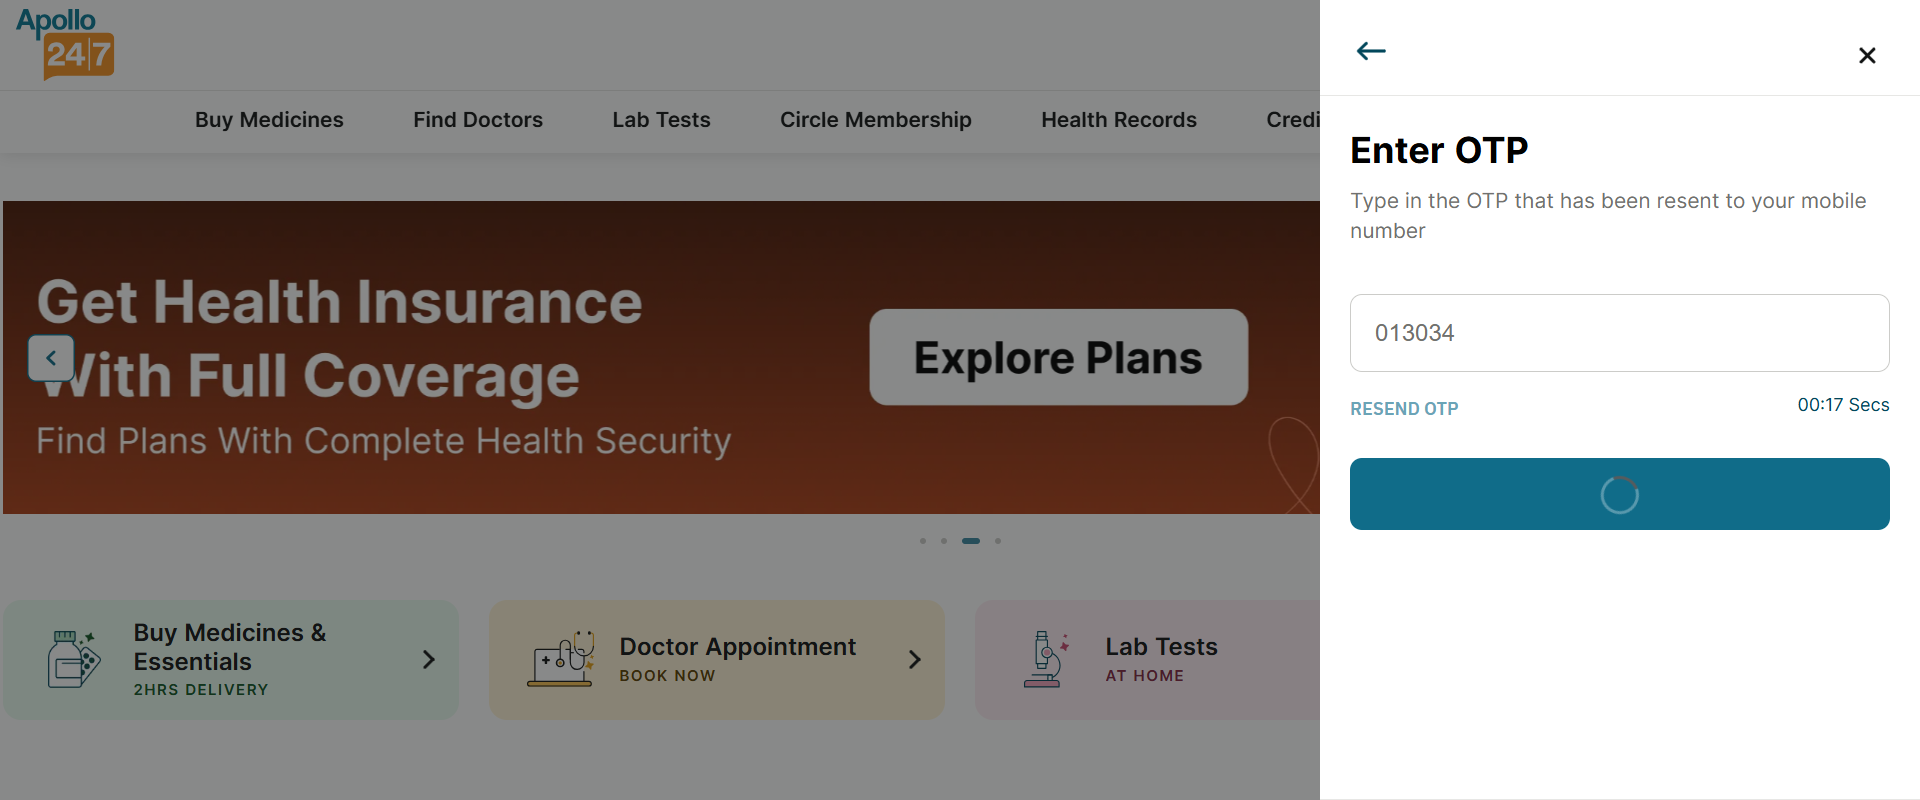 Apollo
24|7
Buy Medicines
Find Doctors
Lab Tests
Circle Membership
Health Records
Credi
Get Health Insurance
With Full Coverage
Find Plans With Complete Health Security
Explore Plans
Buy Medicines &
Essentials
2HRS DELIVERY
Doctor Appointment
BOOK NOW
Lab Tests
AT HOME
Enter OTP
Type in the OTP that has been resent to your mobile
number
013034
RESEND OTP
00:17 Secs